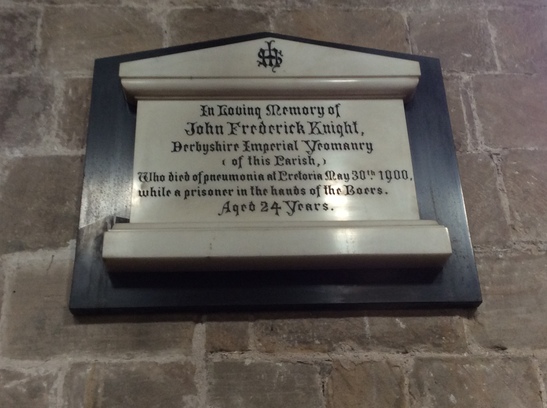 IHS
In Loving Memory of
John Frederick Knight,
Derbyshire Imperial Yeomanry
(of this Parish,)
Who died of pneumonia at Pretoria May 30th 1900.
while a prisoner in the hands of the Boers.
Aged 24 Years.